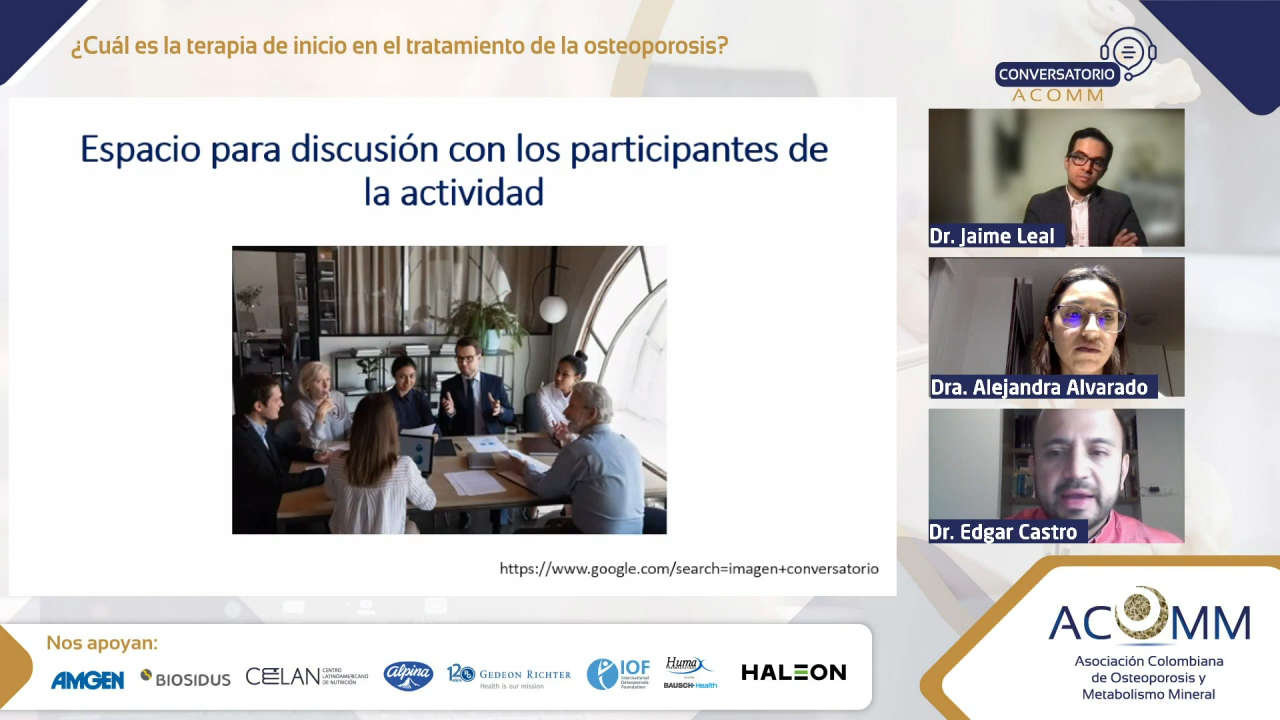 ¿Cuál es la terapia de inicio en el tratamiento de la osteoporosis?
CONVERSATORIO
ACOMM
Espacio para discusión con los participantes de
la actividad
https://www.google.com/search=imagen+conversatorio
Dr. Jaime Leal
Dra. Alejandra Alvarado
Dr. Edgar Castro
Nos apoyan:
AMGEN
BIOSIDUS
CELAN
CENTRO
LATINOAMERICANO
DE NUTRICIÓN
Alpina
120
GEDEON RICHTER
Health is our mission
IOF
International
Osteoporosis
Foundation
Humax
BAUSCH+Health
HALEON
ACOMM
Asociación Colombiana
de Osteoporosis y
Metabolismo Mineral